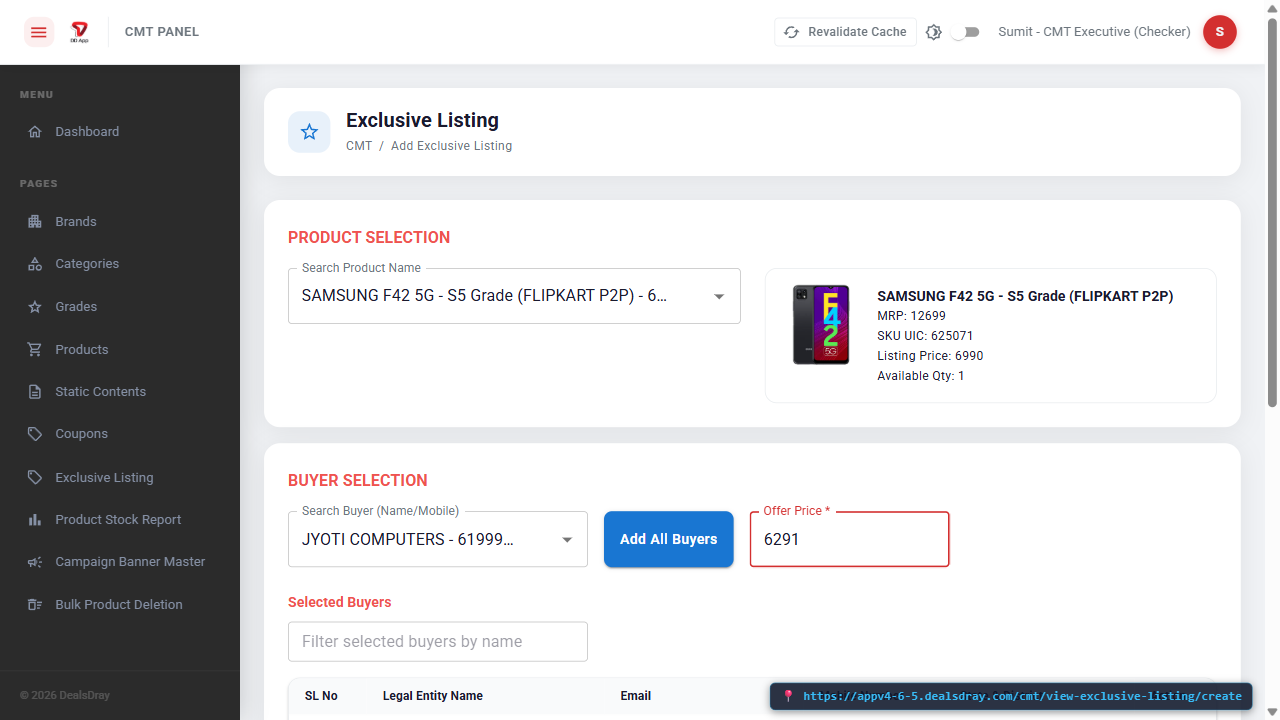 DD App
CMT PANEL
Revalidate Cache
Sumit - CMT Executive (Checker)
S
MENU
Dashboard
PAGES
Brands
Categories
Grades
Products
Static Contents
Coupons
Exclusive Listing
Product Stock Report
Campaign Banner Master
Bulk Product Deletion
© 2026 DealsDray
Exclusive Listing
CMT / Add Exclusive Listing
PRODUCT SELECTION
Search Product Name
SAMSUNG F42 5G - S5 Grade (FLIPKART P2P) - 6...
F
42
5G
SAMSUNG F42 5G - S5 Grade (FLIPKART P2P)
MRP: 12699
SKU UIC: 625071
Listing Price: 6990
Available Qty: 1
BUYER SELECTION
Search Buyer (Name/Mobile)
JYOTI COMPUTERS - 61999...
Add All Buyers
Offer Price *
6291
Selected Buyers
Filter selected buyers by name
SL No Legal Entity Name Email
https://appv4-6-5.dealsdray.com/cmt/view-exclusive-listing/create